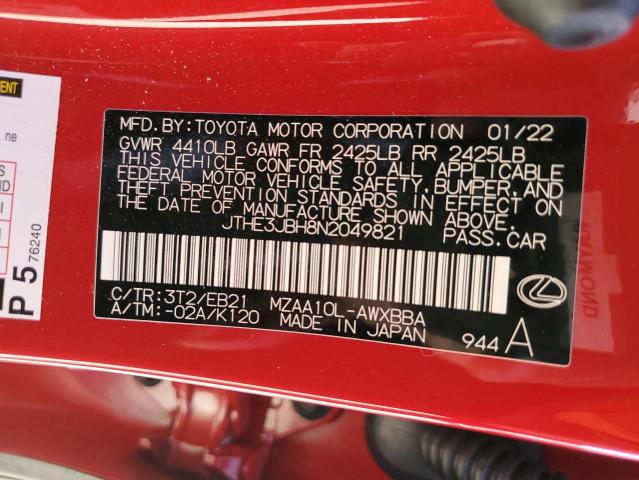 MFD. BY: TOYOTA MOTOR CORPORATION 01/22
GVWR 4410LB GAWR FR 2425LB RR 2425LB
THIS VEHICLE CONFORMS TO ALL APPLICABLE
FEDERAL MOTOR VEHICLE SAFETY, BUMPER, AND
THEFT PREVENTION STANDARDS IN EFFECT ON
THE DATE OF MANUFACTURE SHOWN ABOVE.
JTHE3JBH8N2049821 PASS. CAR
C/TR: 3T2/EB21 MZAA10L-AWXBBA
A/TM: -02A/K120 MADE IN JAPAN
944 A
ne
P 5 76240